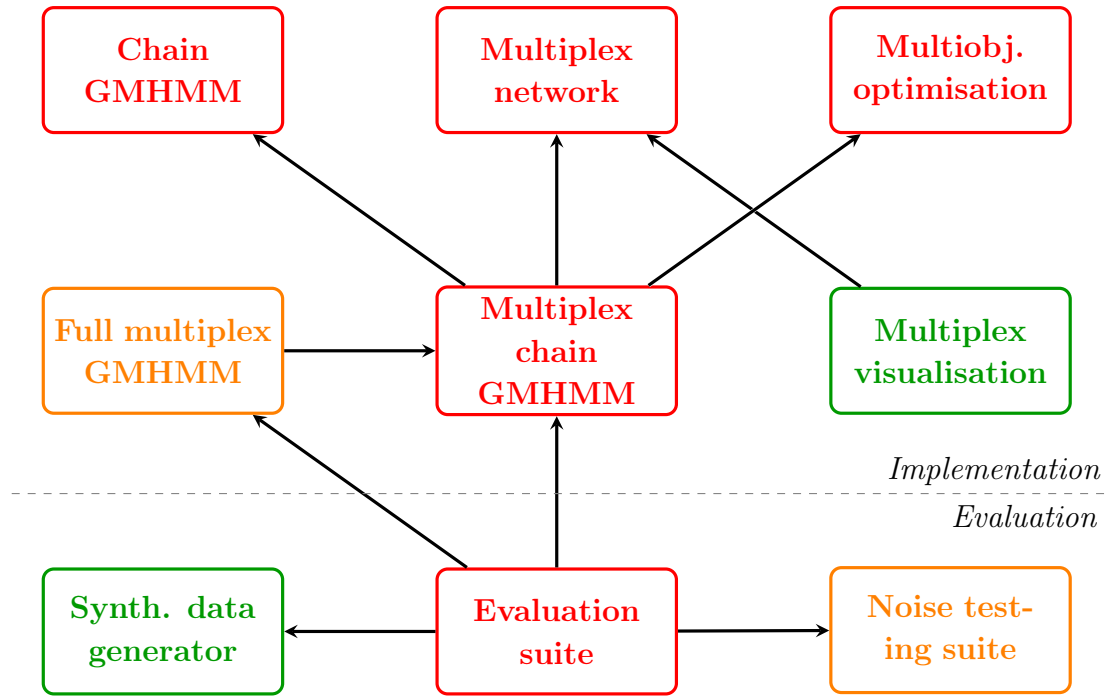 Chain
GMHMM
Multiplex
network
Multiobj.
optimisation
Full multiplex
GMHMM
Multiplex
chain
GMHMM
Multiplex
visualisation
Implementation
Evaluation
Synth. data
generator
Evaluation
suite
Noise test-
ing suite